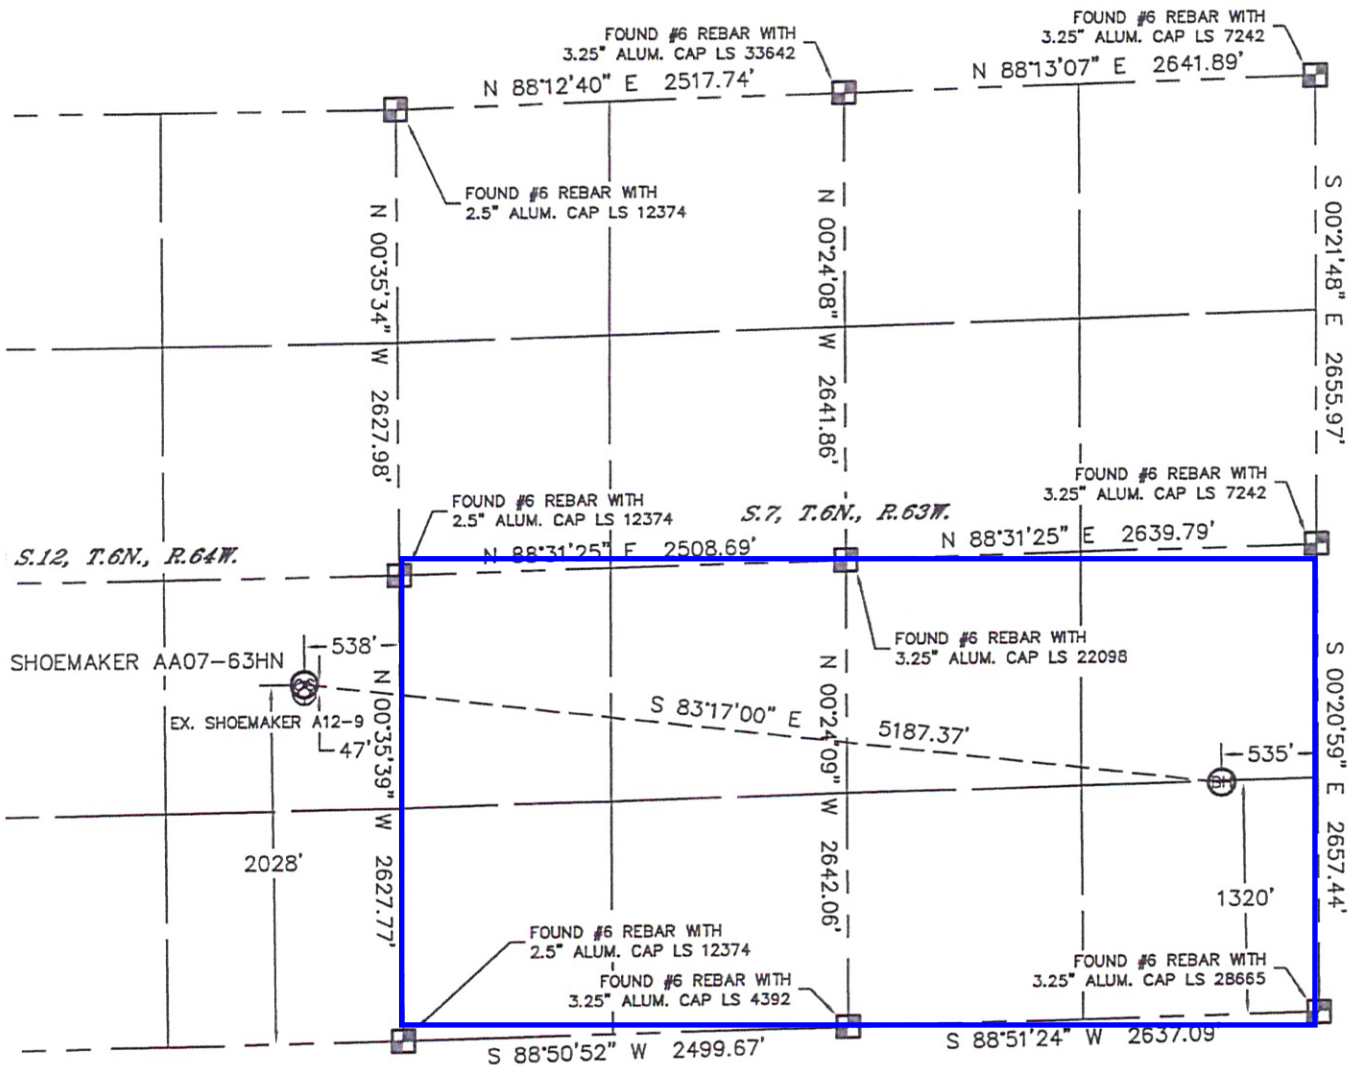 FOUND #6 REBAR WITH
3.25" ALUM. CAP LS 33642
FOUND #6 REBAR WITH
3.25" ALUM. CAP LS 7242
N 88°12'40" E 2517.74'
N 88°13'07" E 2641.89'
FOUND #6 REBAR WITH
2.5" ALUM. CAP LS 12374
N 00°35'34" W 2627.98'
N 00°24'08" W 2641.86'
S 00°21'48" E 2655.97'
FOUND #6 REBAR WITH
2.5" ALUM. CAP LS 12374
S.7, T.6N., R.63W.
FOUND #6 REBAR WITH
3.25" ALUM. CAP LS 7242
S.12, T.6N., R.64W.
N 88°31'25" E 2508.69'
N 88°31'25" E 2639.79'
538'
SHOEMAKER AA07-63HN
FOUND #6 REBAR WITH
3.25" ALUM. CAP LS 22098
EX. SHOEMAKER A12-9
47'
N 00°35'39" W 2627.77'
S 83°17'00" E 5187.37'
N 00°24'09" W 2642.06'
535'
BH
S 00°20'59" E 2657.44'
2028'
1320'
FOUND #6 REBAR WITH
2.5" ALUM. CAP LS 12374
FOUND #6 REBAR WITH
3.25" ALUM. CAP LS 4392
FOUND #6 REBAR WITH
3.25" ALUM. CAP LS 28665
S 88°50'52" W 2499.67'
S 88°51'24" W 2637.09'